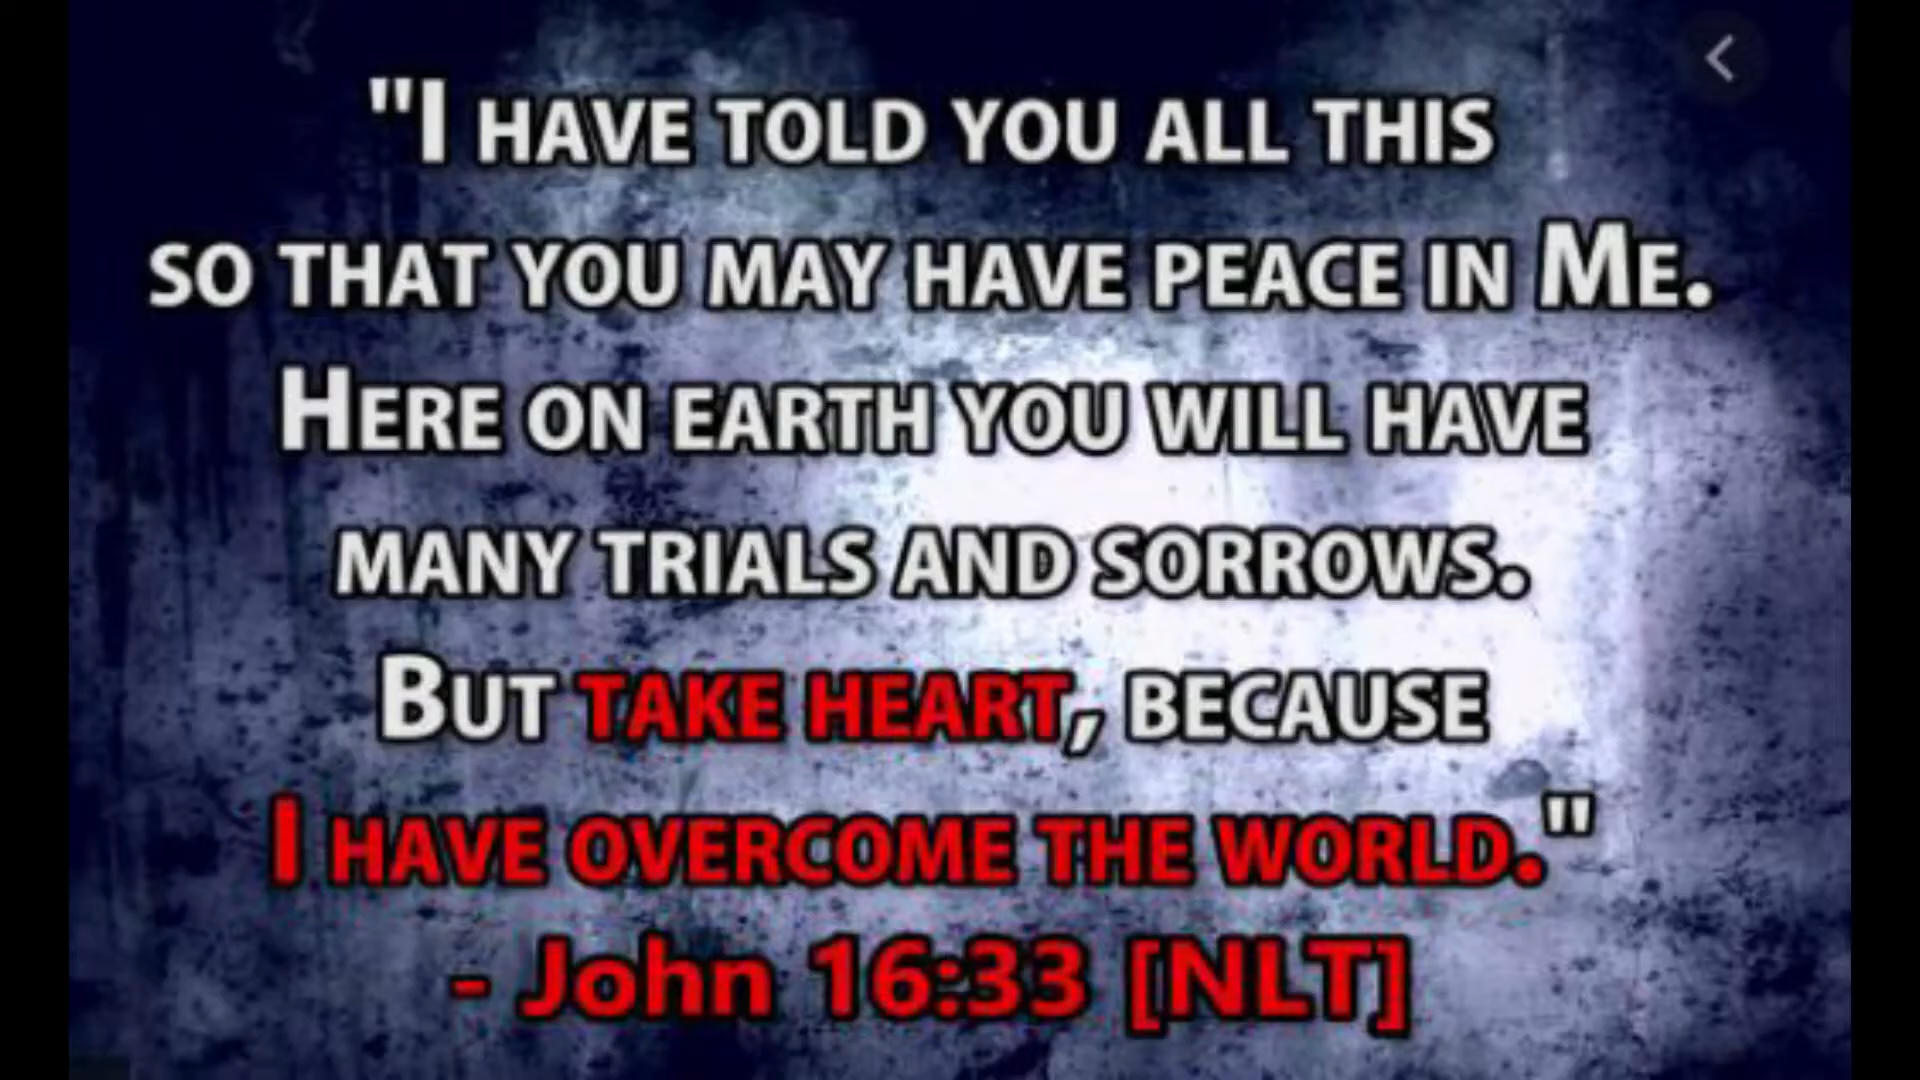 "I HAVE TOLD YOU ALL THIS
SO THAT YOU MAY HAVE PEACE IN ME.
HERE ON EARTH YOU WILL HAVE
MANY TRIALS AND SORROWS.
BUT TAKE HEART, BECAUSE
I HAVE OVERCOME THE WORLD."
- John 16:33 [NLT]